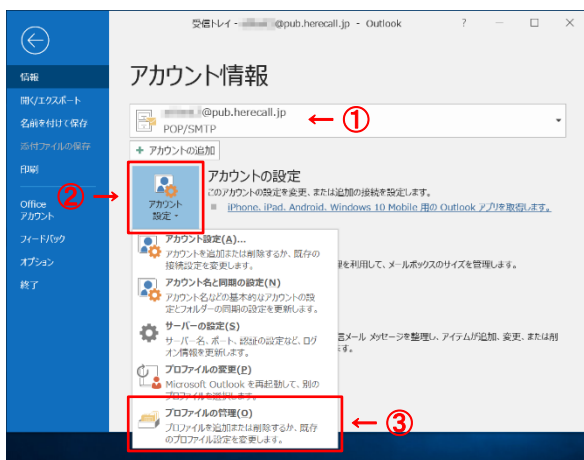 受信トレイ - @pub.herecall.jp - Outlook ?
情報
開く/エクスポート
名前を付けて保存
添付ファイルの保存
印刷
Office
アカウント
フィードバック
オプション
終了
アカウント情報
@pub.herecall.jp
POP/SMTP
①
アカウントの追加
②
アカウント
設定
アカウントの設定
このアカウントの設定を変更、または追加の接続を設定します。
iPhone、iPad、Android、Windows 10 Mobile 用の Outlook アプリを取得します。
アカウント設定(A)...
アカウントを追加または削除するか、既存の
接続設定を変更します。
アカウント名と同期の設定(N)
アカウント名などの基本的なアカウントの設
定とフォルダーの同期の設定を更新します。
サーバーの設定(S)
サーバー名、ポート、認証の設定など、ログ
オン情報を更新します。
プロファイルの変更(P)
Microsoft Outlook を再起動して、別の
プロファイルを選択します。
プロファイルの管理(O)
プロファイルを追加または削除するか、既存
のプロファイル設定を変更します。
③
を利用して、メールボックスのサイズを管理します。
メール メッセージを整理し、アイテムが追加、変更、または削
す。